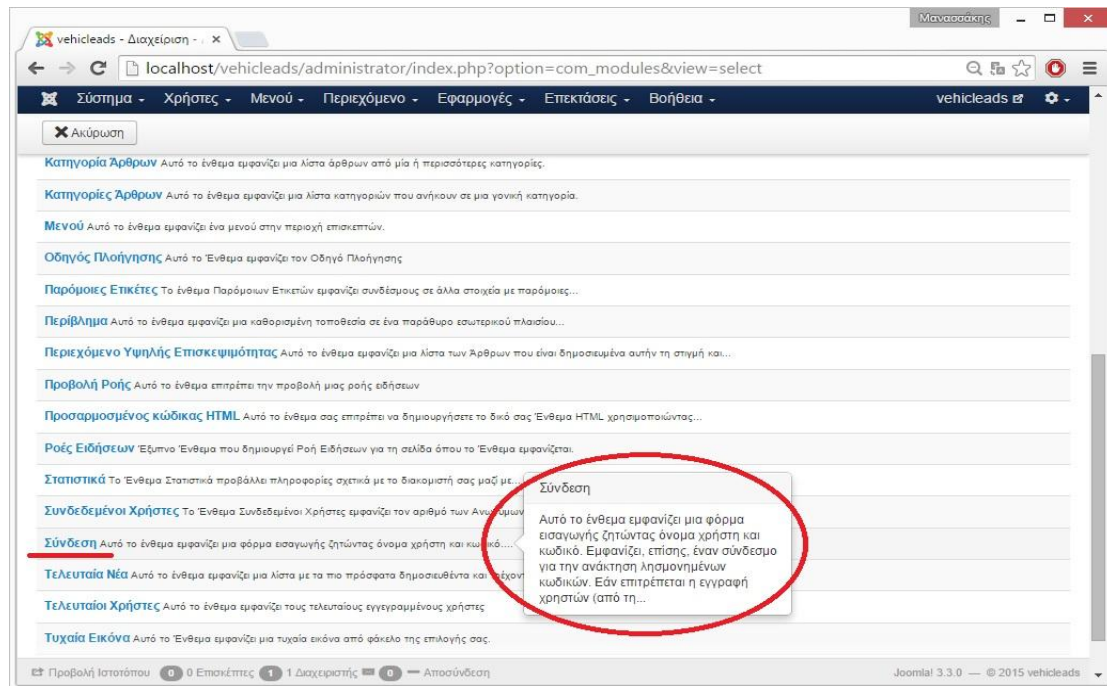 Μανασσάκης
vehicleads - Διαχείριση -
localhost/vehicleads/administrator/index.php?option=com_modules&view=select
Σύστημα Χρήστες Μενού Περιεχόμενο Εφαρμογές Επεκτάσεις Βοήθεια vehicleads
Ακύρωση
Κατηγορία Άρθρων Αυτό το ένθεμα εμφανίζει μια λίστα άρθρων από μία ή περισσότερες κατηγορίες.
Κατηγορίες Άρθρων Αυτό το ένθεμα εμφανίζει μια λίστα κατηγοριών που ανήκουν σε μια γονική κατηγορία.
Μενού Αυτό το ένθεμα εμφανίζει ένα μενού στην περιοχή επισκεπτών.
Οδηγός Πλοήγησης Αυτό το Ένθεμα εμφανίζει τον Οδηγό Πλοήγησης
Παρόμοιες Ετικέτες Το ένθεμα Παρόμοιων Ετικετών εμφανίζει συνδέσμους σε άλλα στοιχεία με παρόμοιες...
Περίβλημα Αυτό το ένθεμα εμφανίζει μια καθορισμένη τοποθεσία σε ένα παράθυρο εσωτερικού πλαισίου...
Περιεχόμενο Υψηλής Επισκεψιμότητας Αυτό το ένθεμα εμφανίζει μια λίστα των Άρθρων που είναι δημοσιευμένα αυτήν τη στιγμή και...
Προβολή Ροής Αυτό το ένθεμα επιτρέπει την προβολή μιας ροής ειδήσεων
Προσαρμοσμένος κώδικας HTML Αυτό το ένθεμα σας επιτρέπει να δημιουργήσετε το δικό σας Ένθεμα HTML χρησιμοποιώντας...
Ροές Ειδήσεων Έξυπνο Ένθεμα που δημιουργεί Ροή Ειδήσεων για τη σελίδα όπου το Ένθεμα εμφανίζεται.
Στατιστικά Το Ένθεμα Στατιστικά προβάλλει πληροφορίες σχετικά με το διακομιστή σας μαζί με...
Συνδεδεμένοι Χρήστες Το Ένθεμα Συνδεδεμένοι Χρήστες εμφανίζει τον αριθμό των
Σύνδεση Αυτό το ένθεμα εμφανίζει μια φόρμα εισαγωγής ζητώντας όνομα χρήστη και κωδικό....
Τελευταία Νέα Αυτό το ένθεμα εμφανίζει μια λίστα με τα πιο πρόσφατα δημοσιευθέντα και
Τελευταίοι Χρήστες Αυτό το ένθεμα εμφανίζει τους τελευταίους εγγεγραμμένους χρήστες
Τυχαία Εικόνα Αυτό το Ένθεμα εμφανίζει μια τυχαία εικόνα από φάκελο της επιλογής σας.
Σύνδεση
Αυτό το ένθεμα εμφανίζει μια φόρμα
εισαγωγής ζητώντας όνομα χρήστη και
κωδικό. Εμφανίζει, επίσης, έναν σύνδεσμο
για την ανάκτηση λησμονημένων
κωδικών. Εάν επιτρέπεται η εγγραφή
χρηστών (από τη...
Προβολή Ιστοτόπου 0 0 Επισκέπτες 1 1 Διαχειριστής 0 Αποσύνδεση Joomla! 3.3.0 — © 2015 vehicleads